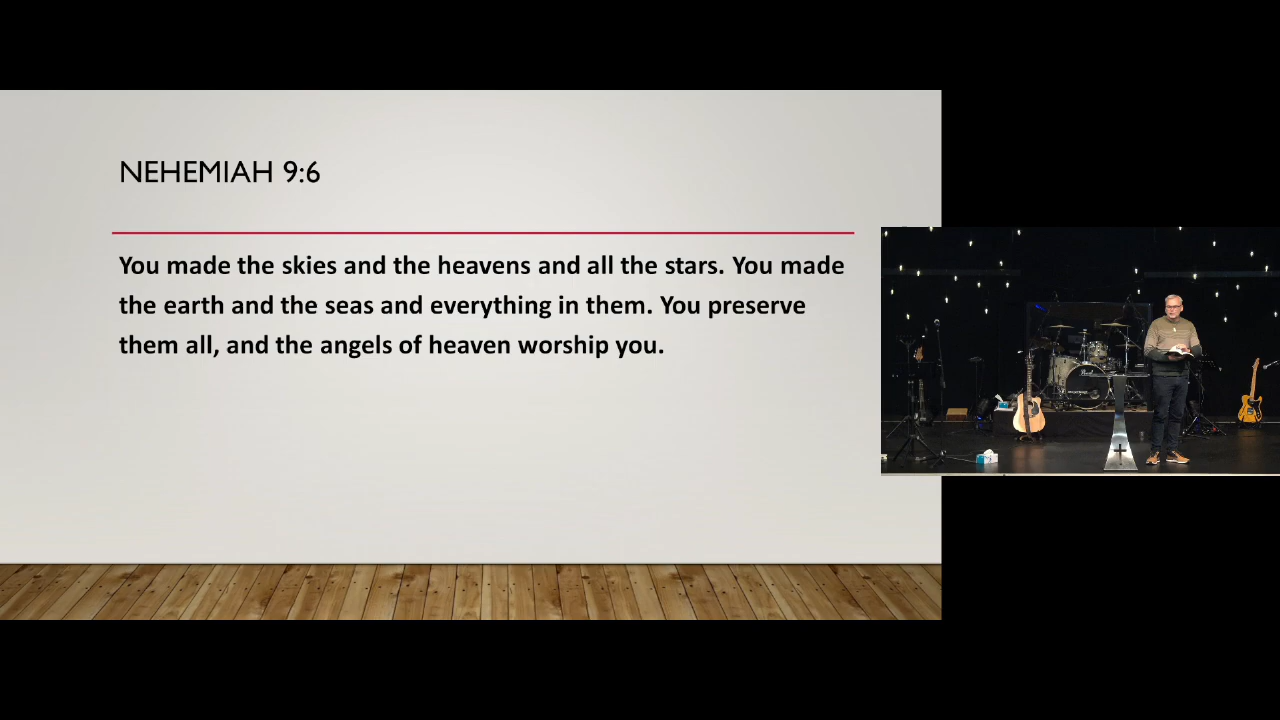 NEHEMIAH 9:6
You made the skies and the heavens and all the stars. You made
the earth and the seas and everything in them. You preserve
them all, and the angels of heaven worship you.